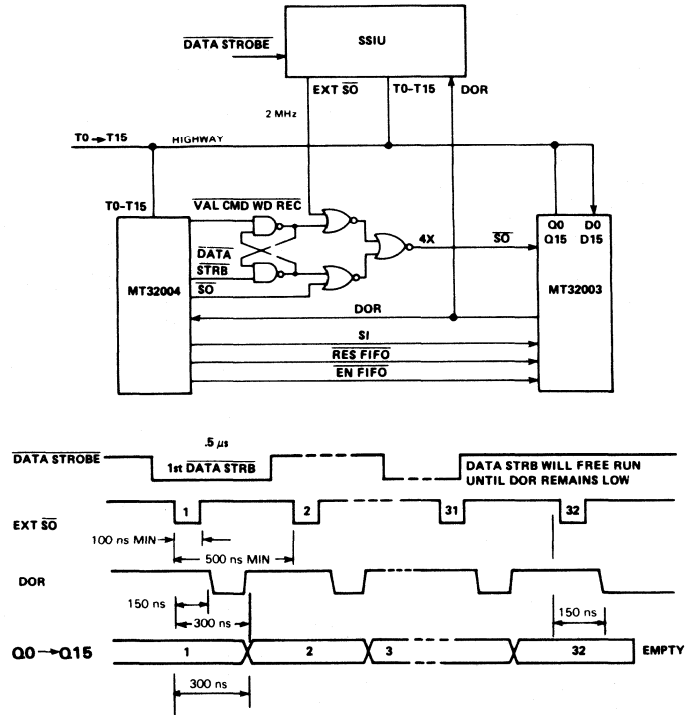 SSIU
DATA STROBE
EXT SO T0-T15 DOR
2 MHz
T0→T15 HIGHWAY
T0-T15
VAL CMD WD REC
DATA
STRB
SO
4X
SO
Q0 D0
Q15 D15
MT32004
MT32003
DOR
SI
RES FIFO
EN FIFO
.5 µs
DATA STROBE
1st DATA STRB
DATA STRB WILL FREE RUN
UNTIL DOR REMAINS LOW
EXT SO
1 2 31 32
100 ns MIN
500 ns MIN
DOR
150 ns
300 ns
150 ns
Q0→Q15
1 2 3 32 EMPTY
300 ns